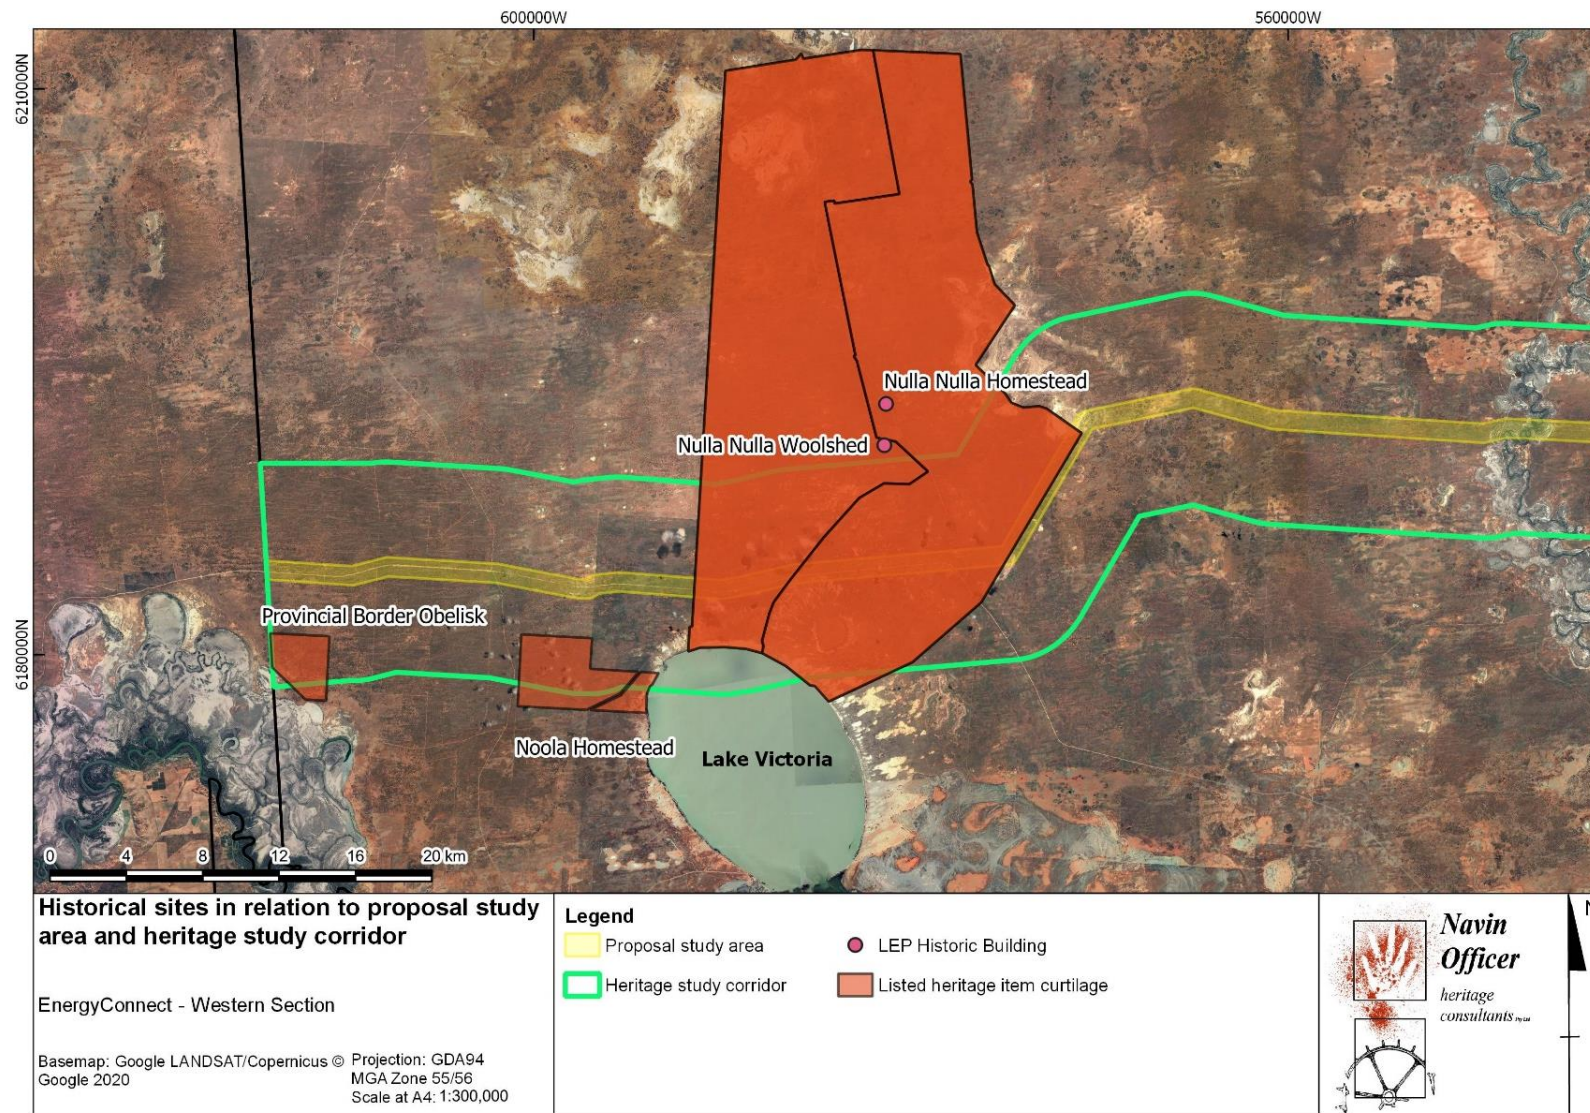 600000W
560000W
6210000N
6180000N
Nulla Nulla Homestead
Nulla Nulla Woolshed
Provincial Border Obelisk
Noola Homestead
Lake Victoria
0 4 8 12 16 20 km
Historical sites in relation to proposal study
area and heritage study corridor
EnergyConnect - Western Section
Basemap: Google LANDSAT/Copernicus ©
Google 2020
Projection: GDA94
MGA Zone 55/56
Scale at A4: 1:300,000
Legend
Proposal study area
Heritage study corridor
LEP Historic Building
Listed heritage item curtilage
Navin
Officer
heritage
consultants Pty Ltd
N